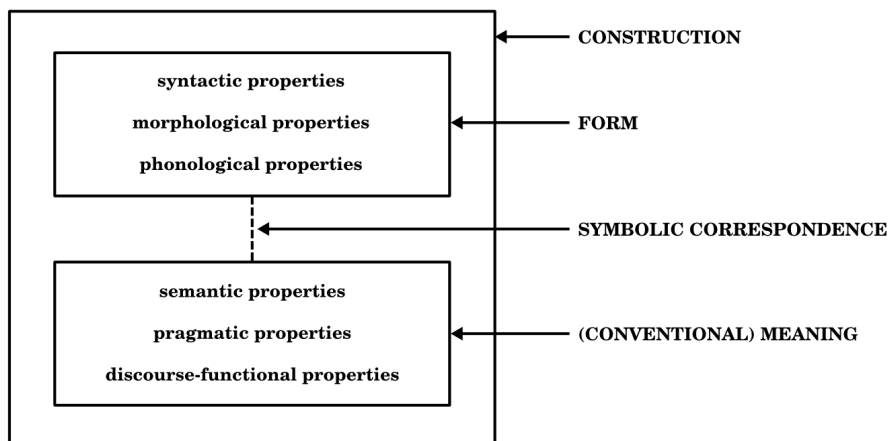 CONSTRUCTION
syntactic properties
morphological properties
phonological properties
FORM
SYMBOLIC CORRESPONDENCE
semantic properties
pragmatic properties
discourse-functional properties
(CONVENTIONAL) MEANING